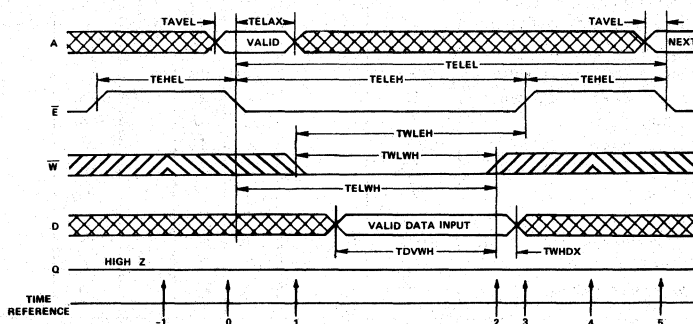 TAVEL TELAX TAVEL
A VALID NEXT
TELEL
TEHEL TELEH TEHEL
E
TWLEH
W TWLWH
TELWH
D VALID DATA INPUT
TDVWH TWHDX
Q HIGH Z
TIME
REFERENCE
-1 0 1 2 3 4 5